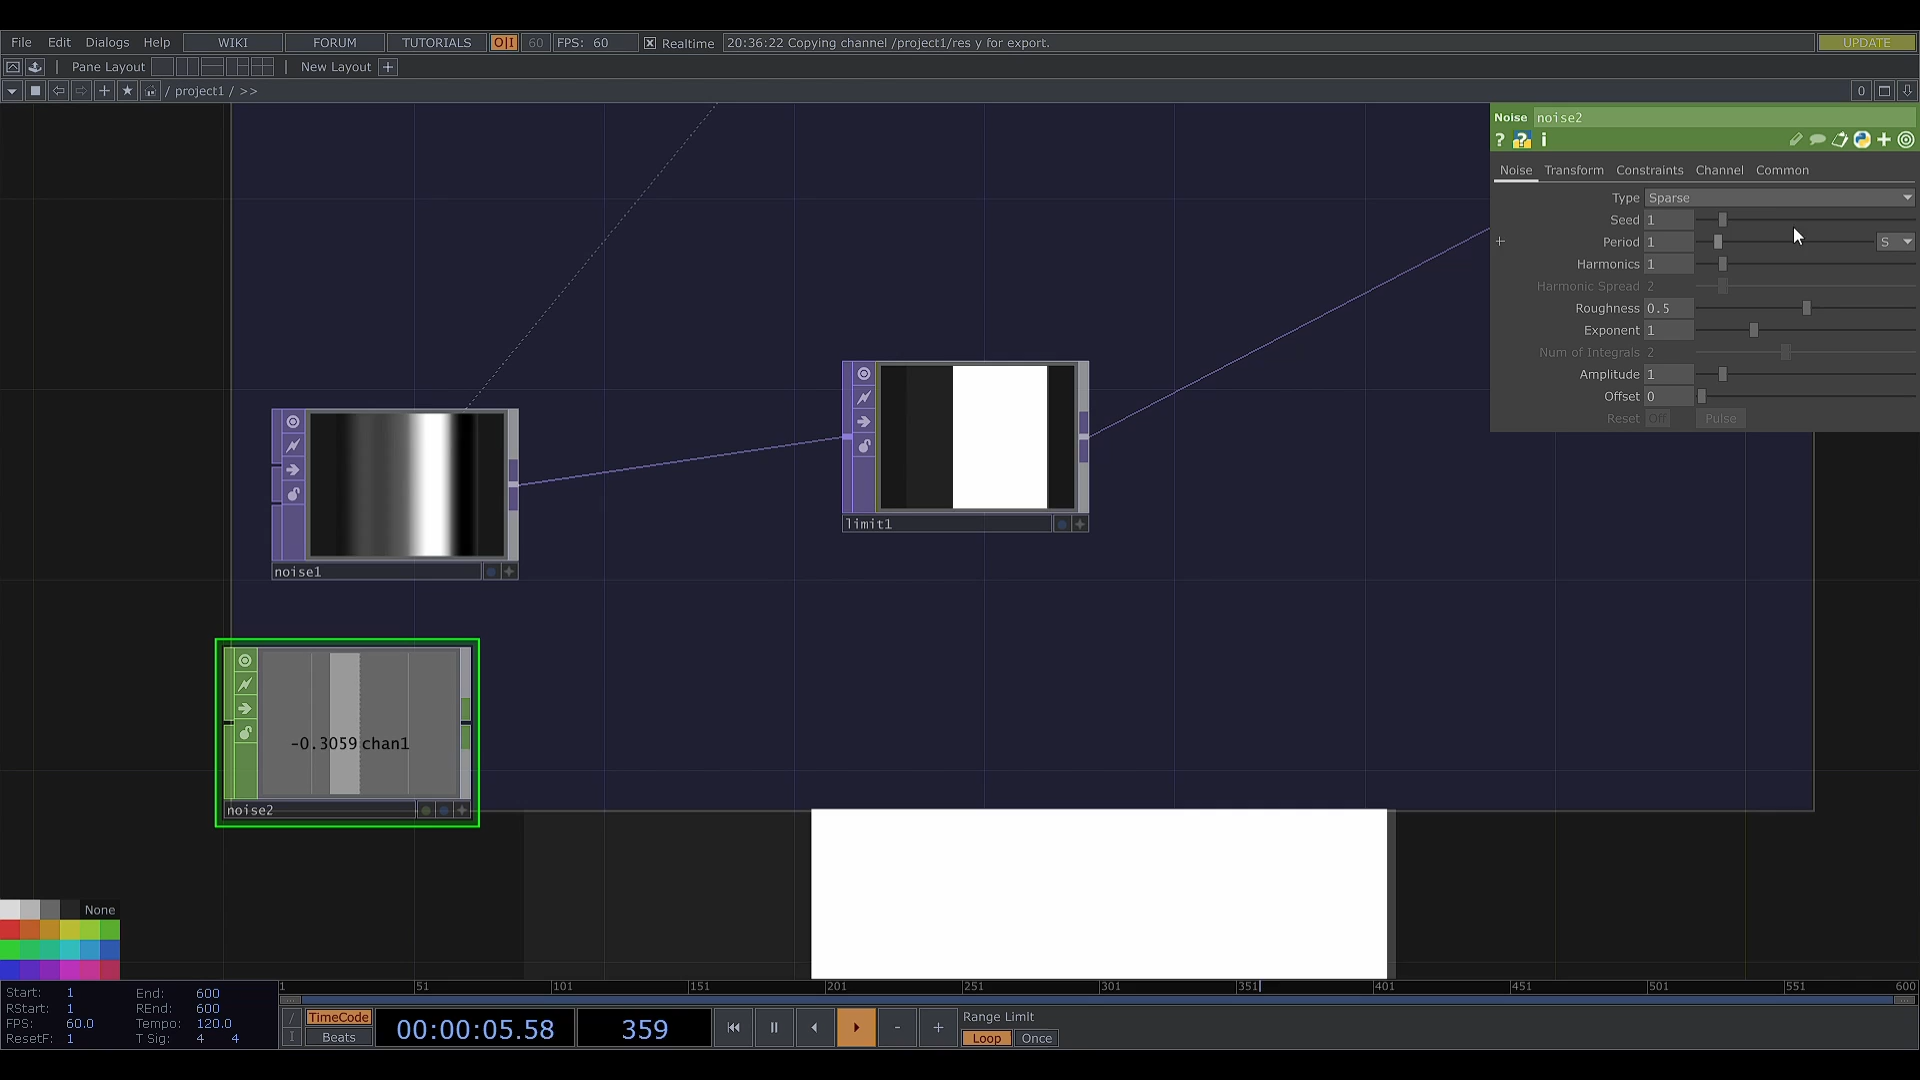 File Edit Dialogs Help WIKI FORUM TUTORIALS O|I 60 FPS: 60 Realtime 20:36:22 Copying channel /project1/res y for export. UPDATE
Pane Layout New Layout +
/ project1 / >> 0
Noise noise2
? ? i
Noise Transform Constraints Channel Common
Type Sparse
Seed 1
+ Period 1 S
Harmonics 1
Harmonic Spread 2
Roughness 0.5
Exponent 1
Num of Integrals 2
Amplitude 1
Offset 0
Reset Off Pulse
limit1
noise1
-0.3059 chan1
noise2
None
Start: 1 End: 600
RStart: 1 REnd: 600
FPS: 60.0 Tempo: 120.0
ResetF: 1 T Sig: 4 4
1 51 101 151 201 251 301 351 401 451 501 551 600
TimeCode
Beats
00:00:05.58
359
- +
Range Limit
Loop Once